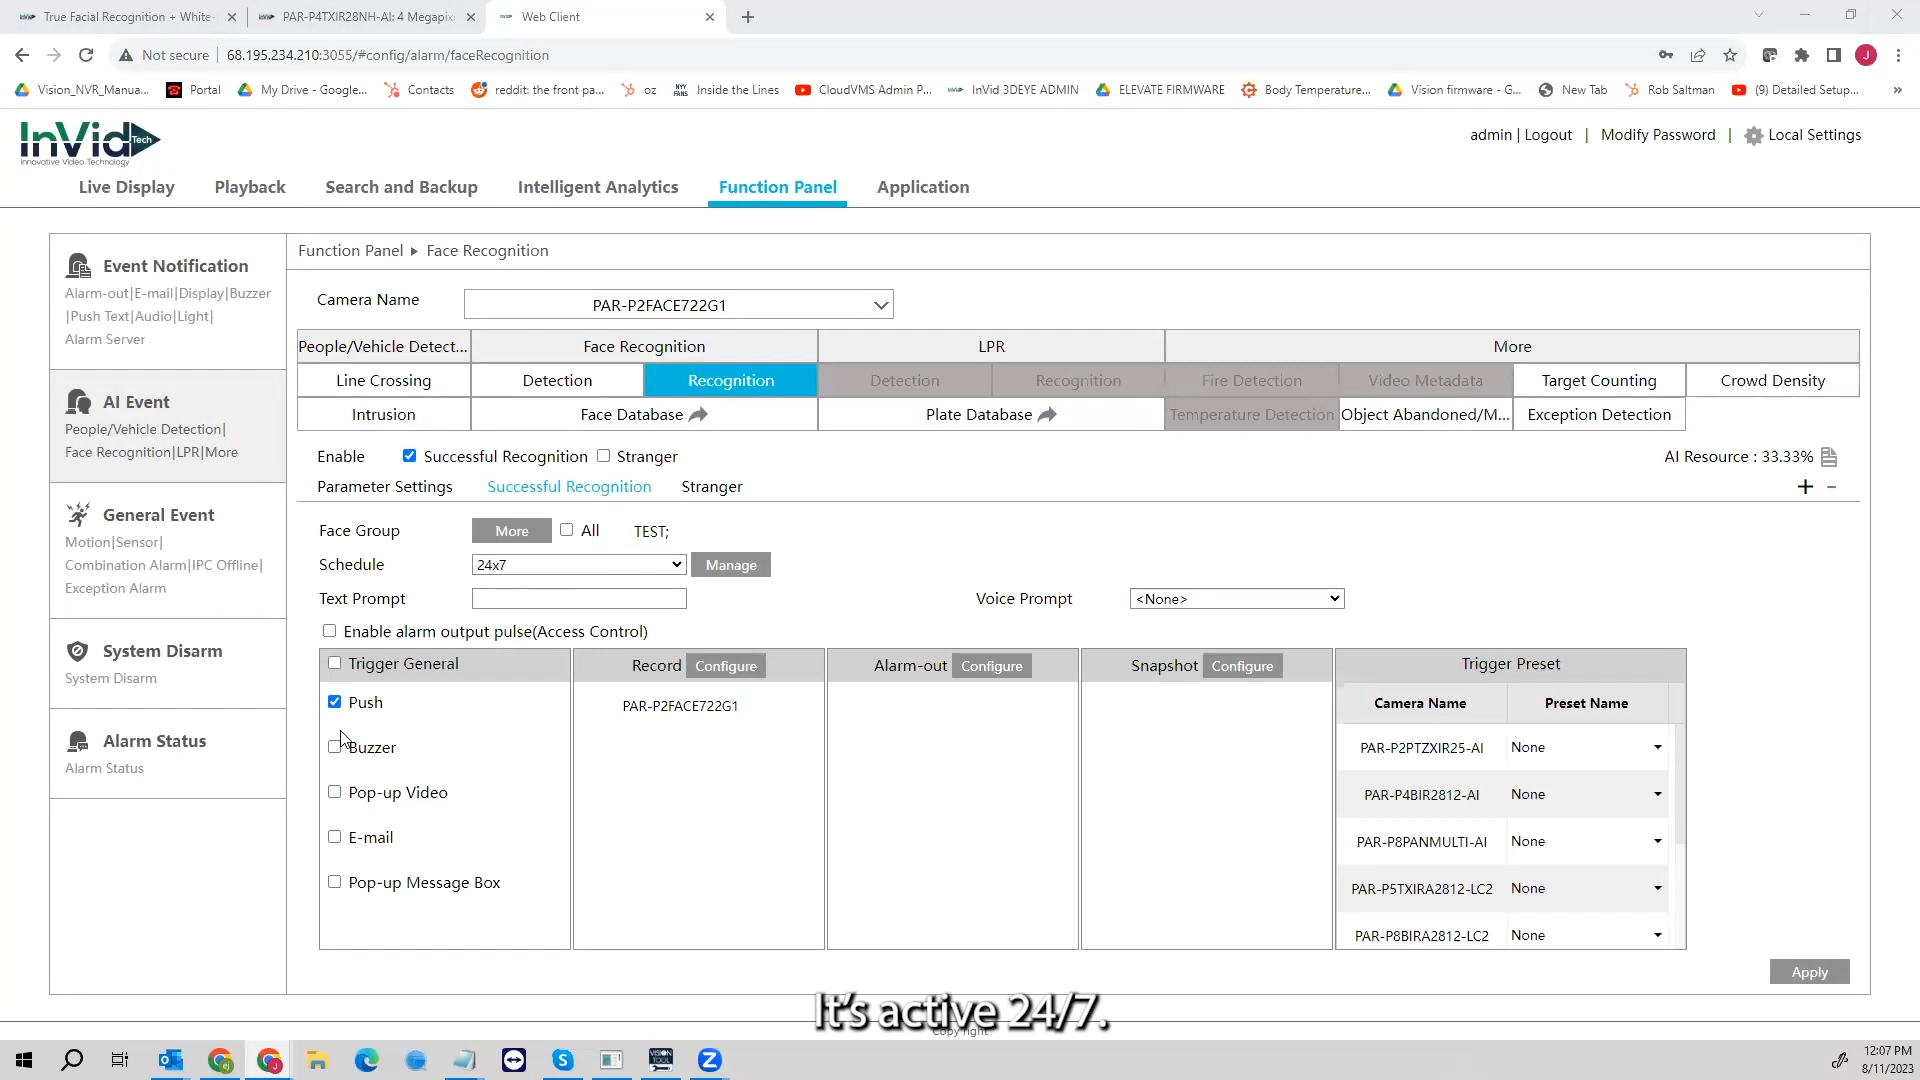 True Facial Recognition + White-
PAR-P4TXIR28NH-AI: 4 Megapix
Web Client
Not secure
68.195.234.210:3055/#config/alarm/faceRecognition
J
Vision_NVR_Manua...
Portal
My Drive - Google...
Contacts
reddit: the front pa...
oz
Inside the Lines
CloudVMS Admin P...
InVid 3DEYE ADMIN
ELEVATE FIRMWARE
Body Temperature...
Vision firmware - G...
New Tab
Rob Saltman
(9) Detailed Setup...
InVid Tech
Innovative Video Technology
admin | Logout | Modify Password | Local Settings
Live Display
Playback
Search and Backup
Intelligent Analytics
Function Panel
Application
Event Notification
Alarm-out|E-mail|Display|Buzzer
|Push Text|Audio|Light|
Alarm Server
AI Event
People/Vehicle Detection|
Face Recognition|LPR|More
General Event
Motion|Sensor|
Combination Alarm|IPC Offline|
Exception Alarm
System Disarm
System Disarm
Alarm Status
Alarm Status
Function Panel ▸ Face Recognition
Camera Name
PAR-P2FACE722G1
People/Vehicle Detect...
Face Recognition
LPR
More
Line Crossing
Detection
Recognition
Detection
Recognition
Fire Detection
Video Metadata
Target Counting
Crowd Density
Intrusion
Face Database
Plate Database
Temperature Detection
Object Abandoned/M...
Exception Detection
Enable
Successful Recognition
Stranger
AI Resource : 33.33%
Parameter Settings
Successful Recognition
Stranger
+ −
Face Group
More
All
TEST;
Schedule
24x7
Manage
Text Prompt
Voice Prompt
<None>
Enable alarm output pulse(Access Control)
Trigger General
Record
Configure
Alarm-out
Configure
Snapshot
Configure
Trigger Preset
Push
PAR-P2FACE722G1
Camera Name
Preset Name
Buzzer
PAR-P2PTZXIR25-AI
None
Pop-up Video
PAR-P4BIR2812-AI
None
E-mail
PAR-P8PANMULTI-AI
None
Pop-up Message Box
PAR-P5TXIRA2812-LC2
None
PAR-P8BIRA2812-LC2
None
Apply
It's active 24/7.
Copy right
12:07 PM
8/11/2023